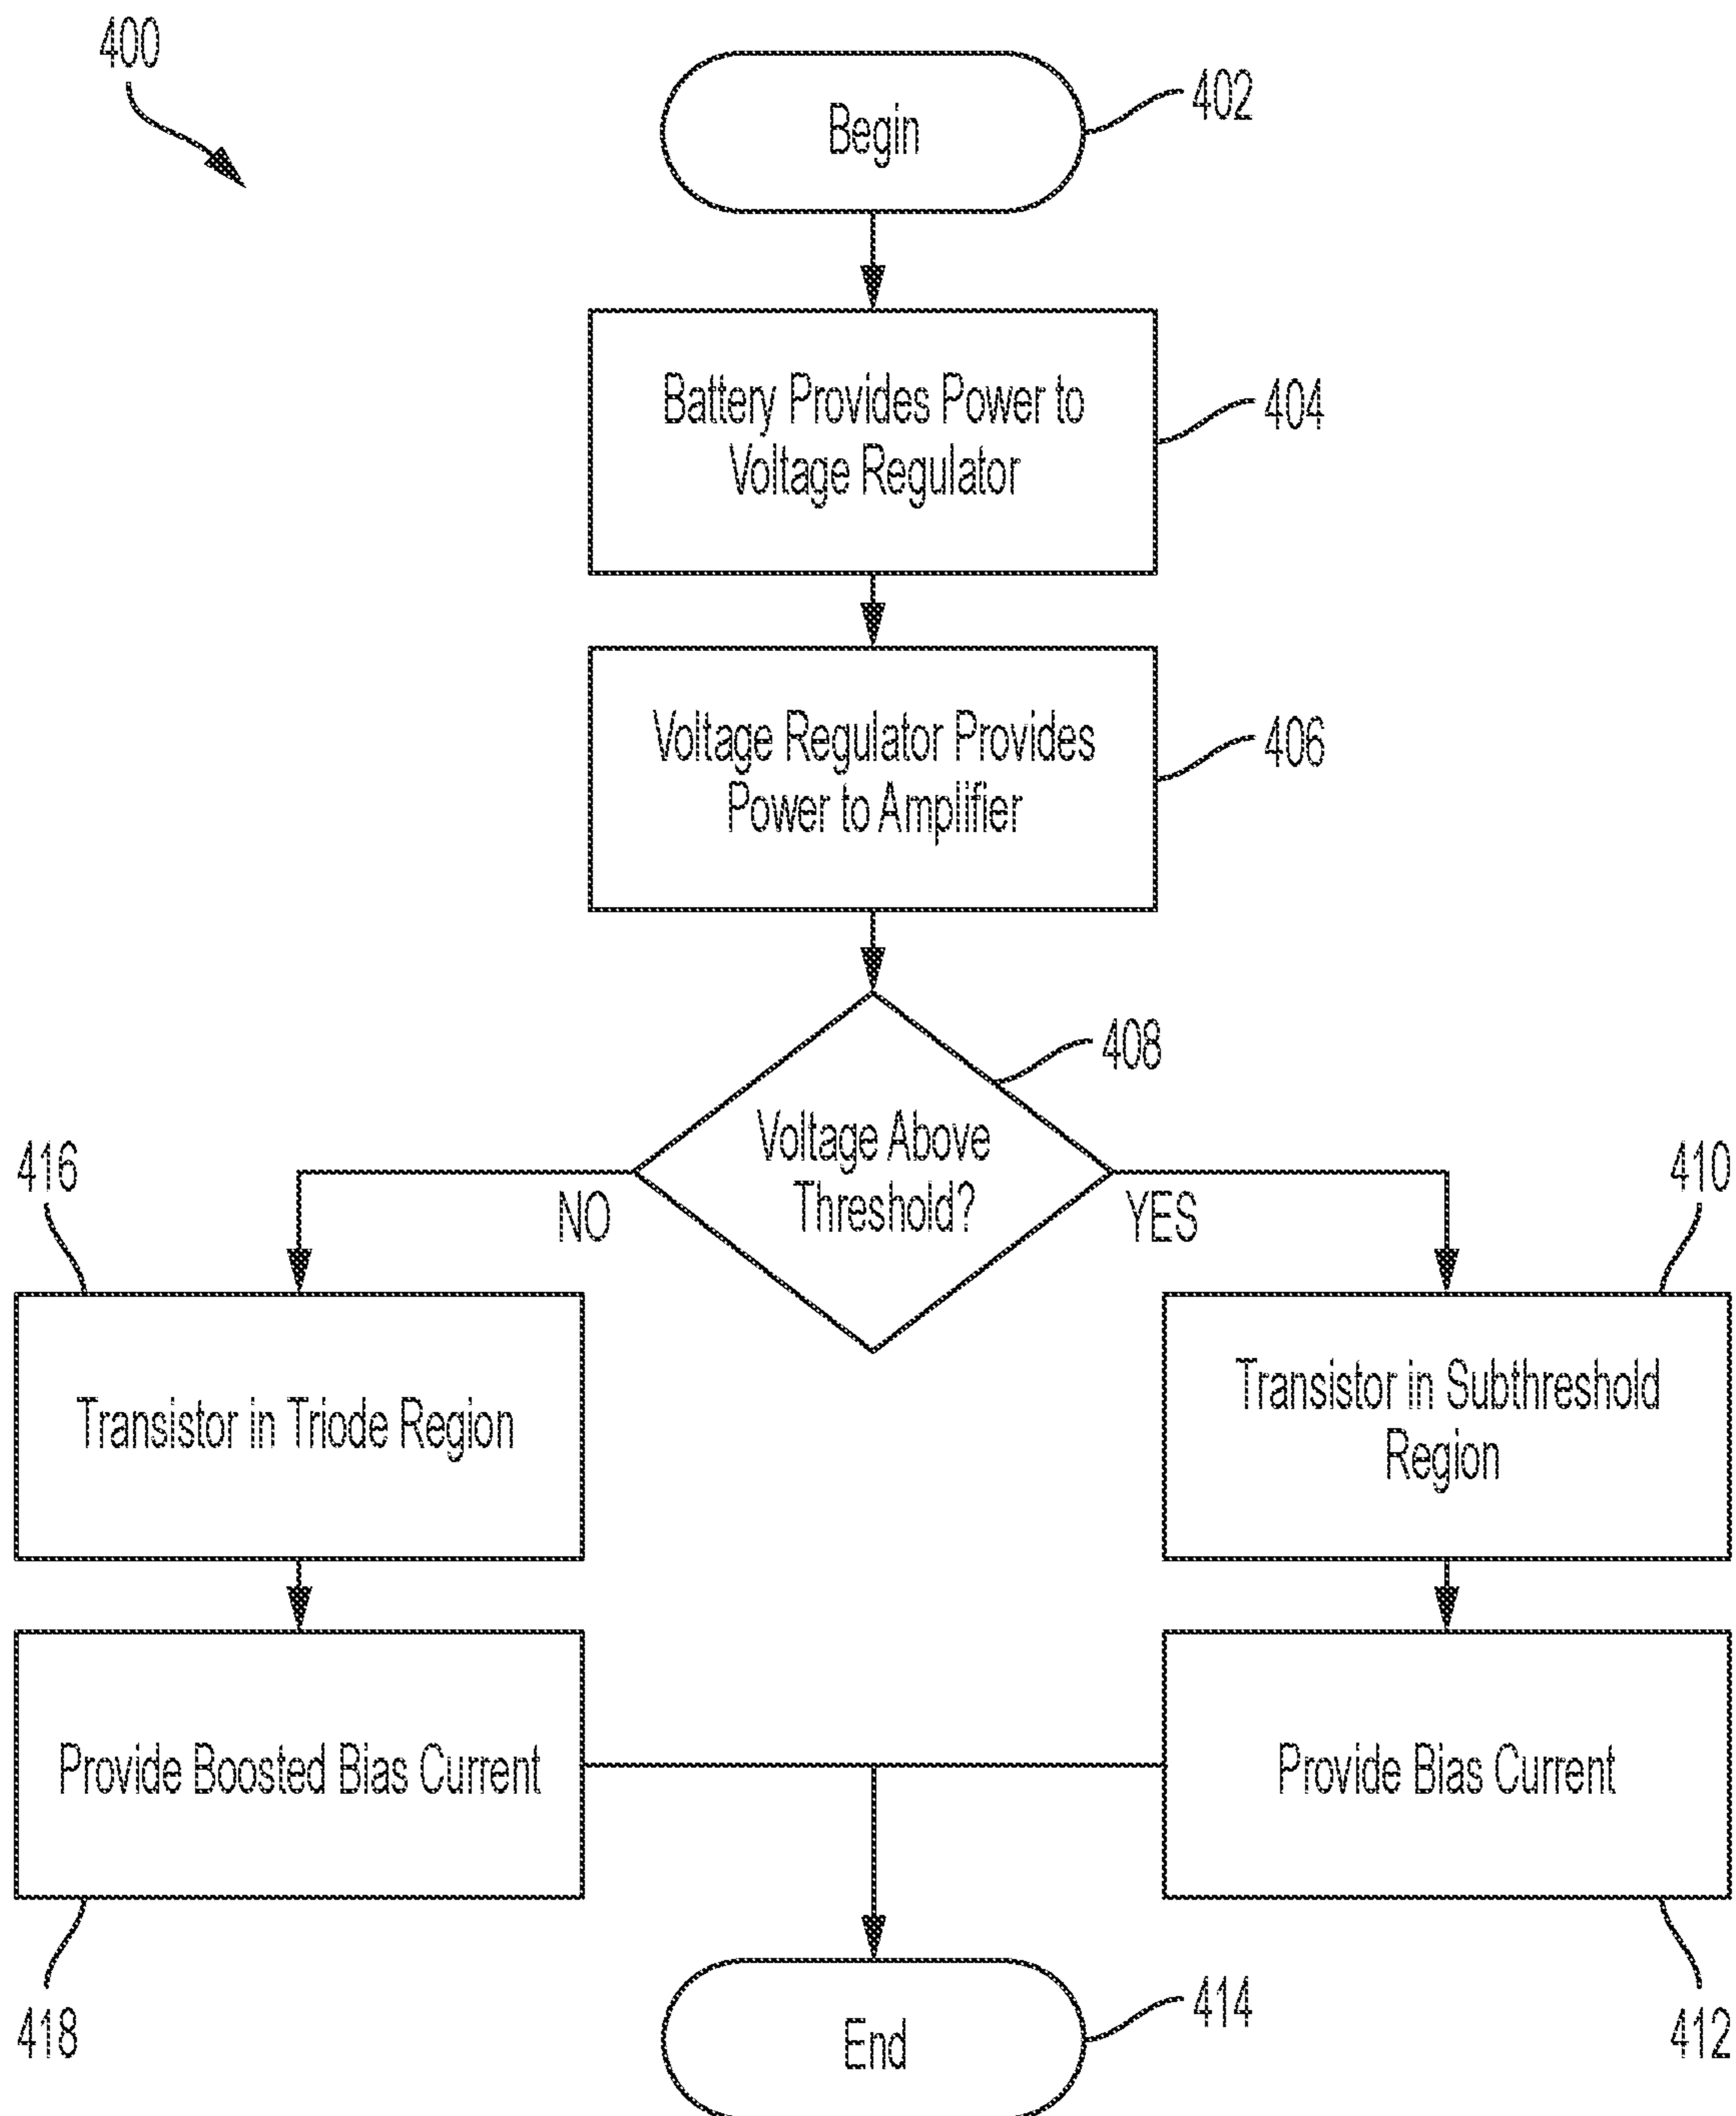 400
Begin
402
Battery Provides Power to
Voltage Regulator
404
Voltage Regulator Provides
Power to Amplifier
406
408
Voltage Above
Threshold?
NO
YES
416
410
Transistor in Triode Region
Transistor in Subthreshold
Region
Provide Boosted Bias Current
Provide Bias Current
418
412
End
414